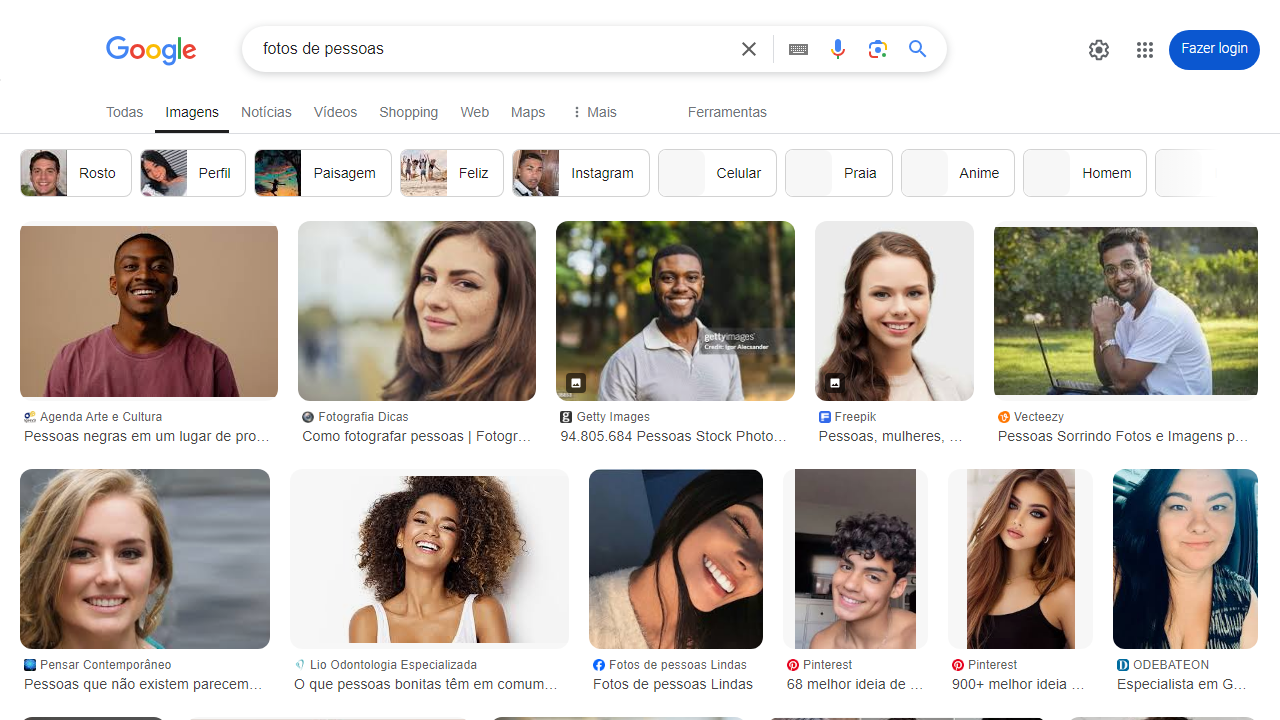 Google
fotos de pessoas
Fazer login
Todas
Imagens
Notícias
Vídeos
Shopping
Web
Maps
Mais
Ferramentas
Rosto
Perfil
Paisagem
Feliz
Instagram
Celular
Praia
Anime
Homem
gettyimages
Credit: Igor Alecsander
Agenda Arte e Cultura
Pessoas negras em um lugar de pro...
Fotografia Dicas
Como fotografar pessoas | Fotogr...
Getty Images
94.805.684 Pessoas Stock Photo...
Freepik
Pessoas, mulheres, ...
Vecteezy
Pessoas Sorrindo Fotos e Imagens p...
Pensar Contemporâneo
Pessoas que não existem parecem...
Lio Odontologia Especializada
O que pessoas bonitas têm em comum...
Fotos de pessoas Lindas
Fotos de pessoas Lindas
Pinterest
68 melhor ideia de ...
Pinterest
900+ melhor ideia ...
ODEBATEON
Especialista em G...